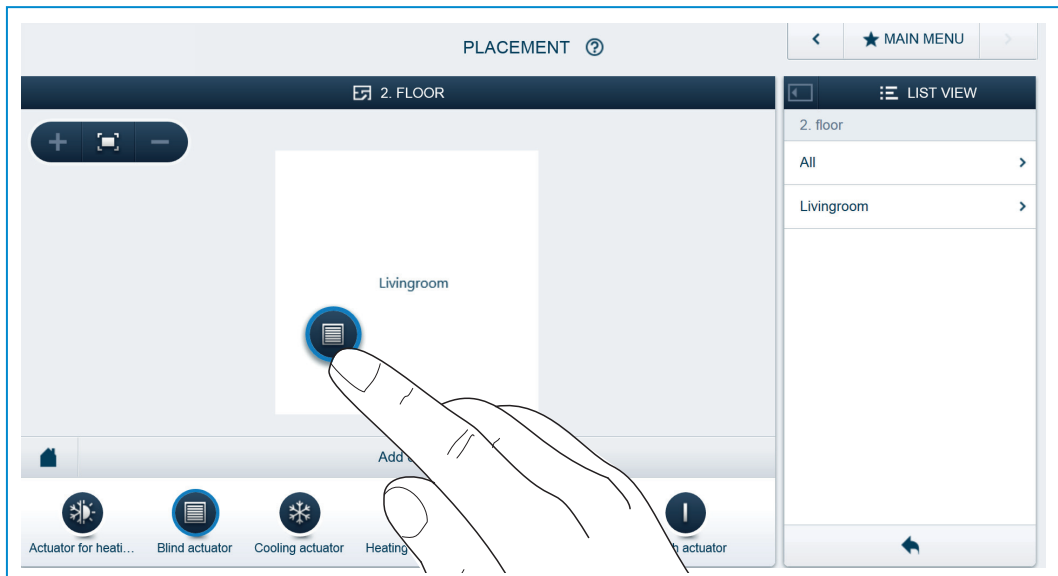 PLACEMENT ?
MAIN MENU
2. FLOOR
LIST VIEW
2. floor
All
Livingroom
Livingroom
Add
Actuator for heati...
Blind actuator
Cooling actuator
Heating
actuator